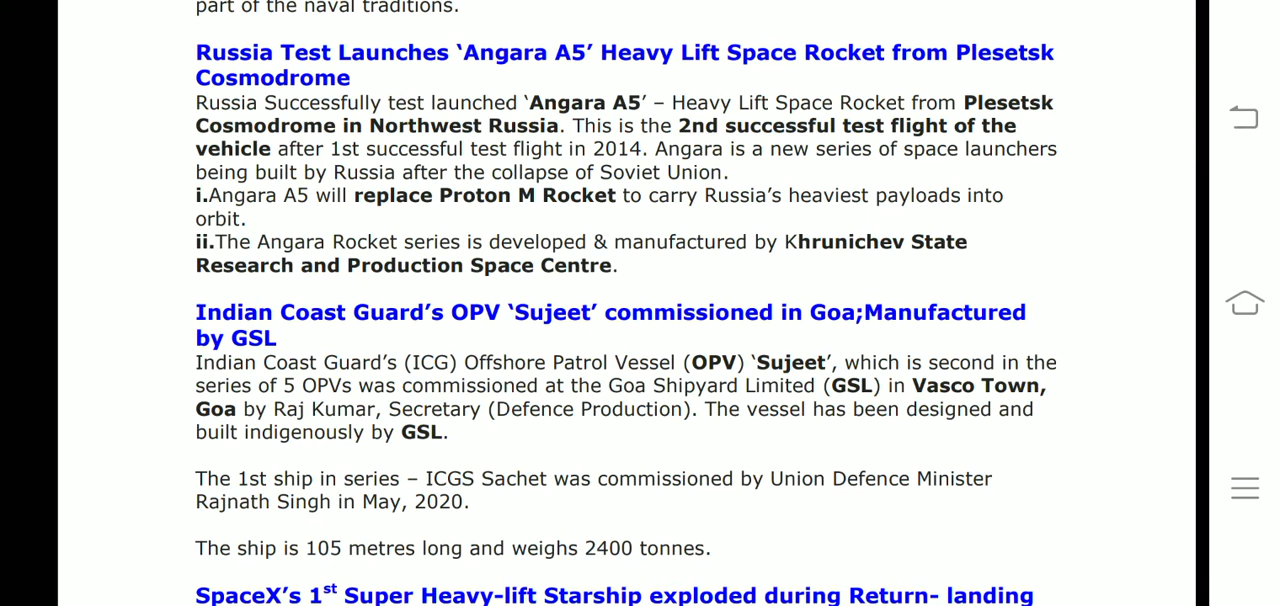 part of the naval traditions.
Russia Test Launches ‘Angara A5’ Heavy Lift Space Rocket from Plesetsk
Cosmodrome
Russia Successfully test launched ‘Angara A5’ – Heavy Lift Space Rocket from Plesetsk
Cosmodrome in Northwest Russia. This is the 2nd successful test flight of the
vehicle after 1st successful test flight in 2014. Angara is a new series of space launchers
being built by Russia after the collapse of Soviet Union.
i.Angara A5 will replace Proton M Rocket to carry Russia’s heaviest payloads into
orbit.
ii.The Angara Rocket series is developed & manufactured by Khrunichev State
Research and Production Space Centre.
Indian Coast Guard’s OPV ‘Sujeet’ commissioned in Goa;Manufactured
by GSL
Indian Coast Guard’s (ICG) Offshore Patrol Vessel (OPV) ‘Sujeet’, which is second in the
series of 5 OPVs was commissioned at the Goa Shipyard Limited (GSL) in Vasco Town,
Goa by Raj Kumar, Secretary (Defence Production). The vessel has been designed and
built indigenously by GSL.
The 1st ship in series – ICGS Sachet was commissioned by Union Defence Minister
Rajnath Singh in May, 2020.
The ship is 105 metres long and weighs 2400 tonnes.
SpaceX’s 1st Super Heavy-lift Starship exploded during Return- landing